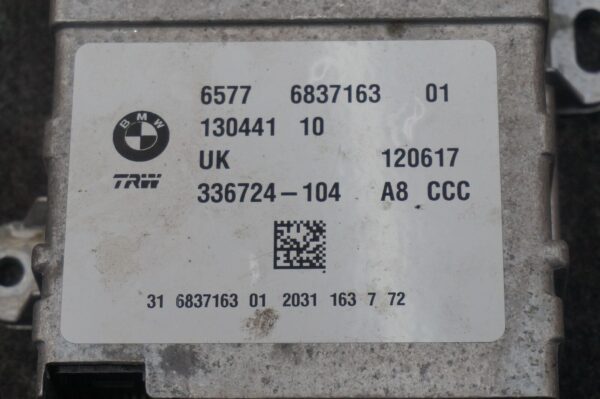 6577 6837163 01
BMW
130441 10
UK 120617
TRW
336724-104 A8 CCC
31 6837163 01 2031 163 7 72